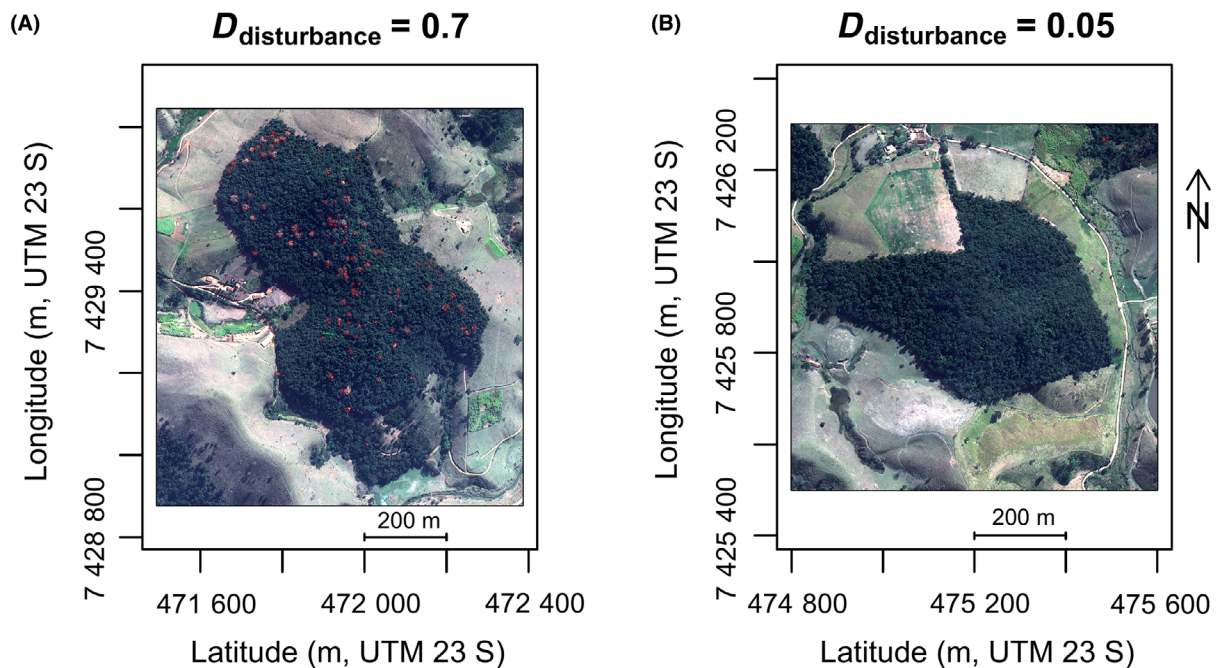 (A)
D disturbance = 0.7
Longitude (m, UTM 23 S)
7 428 800
7 429 400
200 m
471 600
472 000
472 400
Latitude (m, UTM 23 S)
(B)
D disturbance = 0.05
Longitude (m, UTM 23 S)
7 425 400
7 425 800
7 426 200
200 m
474 800
475 200
475 600
Latitude (m, UTM 23 S)
N